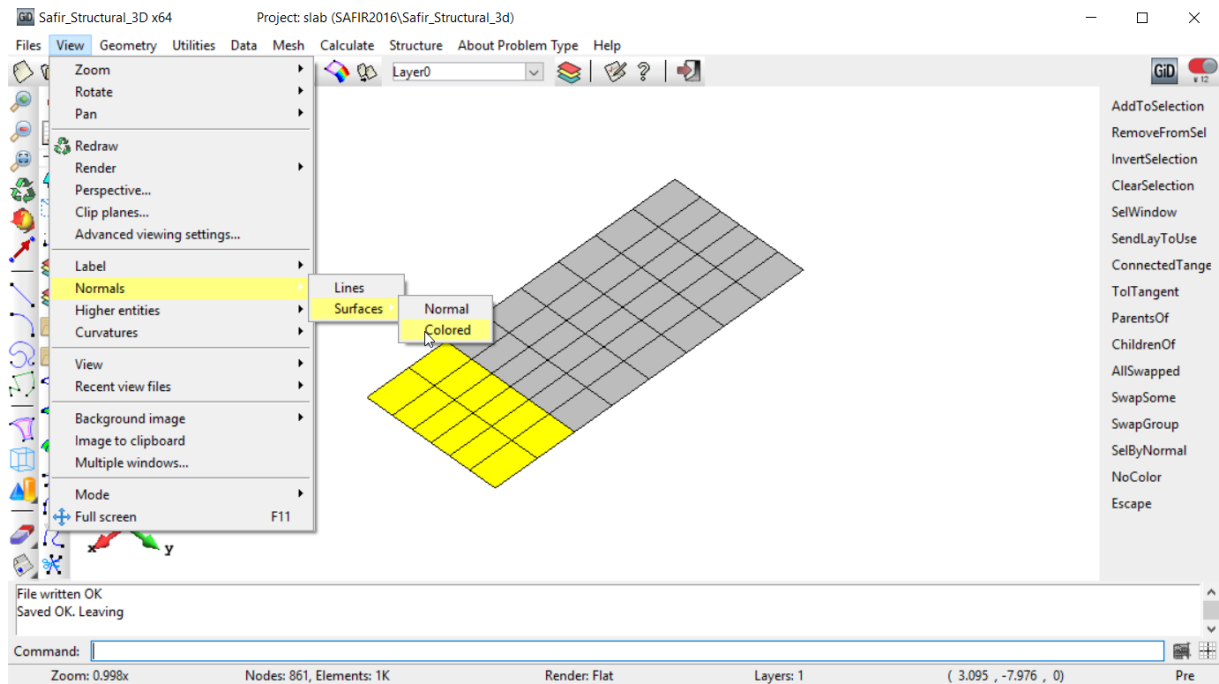 GiD Safir_Structural_3D x64 Project: slab (SAFIR2016\Safir_Structural_3d)
Files View Geometry Utilities Data Mesh Calculate Structure About Problem Type Help
Layer0
GiD
v 12
Zoom
Rotate
Pan
Redraw
Render
Perspective...
Clip planes...
Advanced viewing settings...
Label
Normals
Higher entities
Curvatures
View
Recent view files
Background image
Image to clipboard
Multiple windows...
Mode
Full screen F11
Lines
Surfaces
Normal
Colored
AddToSelection
RemoveFromSel
InvertSelection
ClearSelection
SelWindow
SendLayToUse
ConnectedTange
TolTangent
ParentsOf
ChildrenOf
AllSwapped
SwapSome
SwapGroup
SelByNormal
NoColor
Escape
x y
File written OK
Saved OK. Leaving
Command:
Zoom: 0.998x Nodes: 861, Elements: 1K Render: Flat Layers: 1 ( 3.095 , -7.976 , 0) Pre